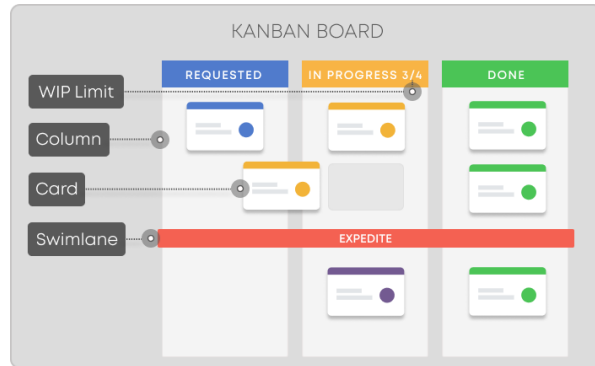 KANBAN BOARD
REQUESTED
IN PROGRESS 3/4
DONE
WIP Limit
Column
Card
Swimlane
EXPEDITE